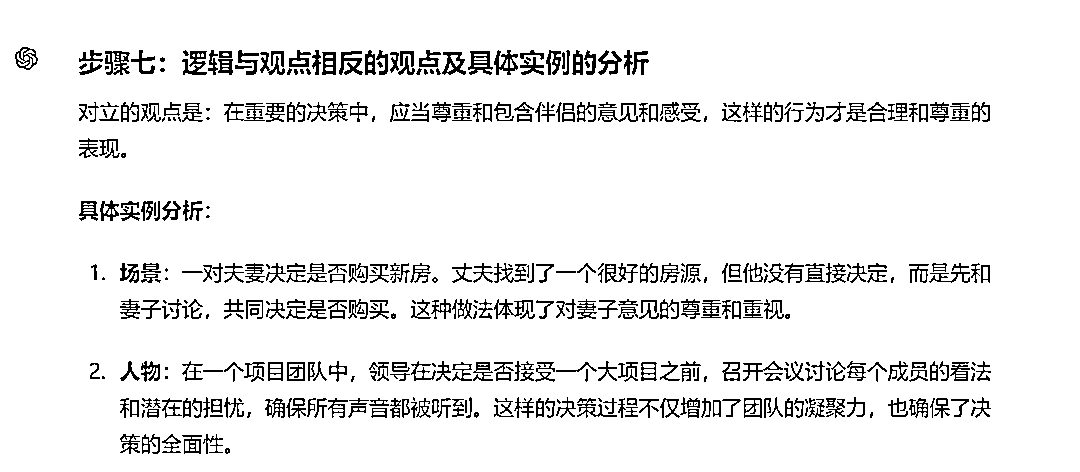 步骤七：逻辑与观点相反的观点及具体实例的分析
对立的观点是：在重要的决策中，应当尊重和包含伴侣的意见和感受，这样的行为才是合理和尊重的
表现。
具体实例分析：
1. 场景：一对夫妻决定是否购买新房。丈夫找到了一个很好的房源，但他没有直接决定，而是先和
妻子讨论，共同决定是否购买。这种做法体现了对妻子意见的尊重和重视。
2. 人物：在一个项目团队中，领导在决定是否接受一个大项目之前，召开会议讨论每个成员的看法
和潜在的担忧，确保所有声音都被听到。这样的决策过程不仅增加了团队的凝聚力，也确保了决
策的全面性。